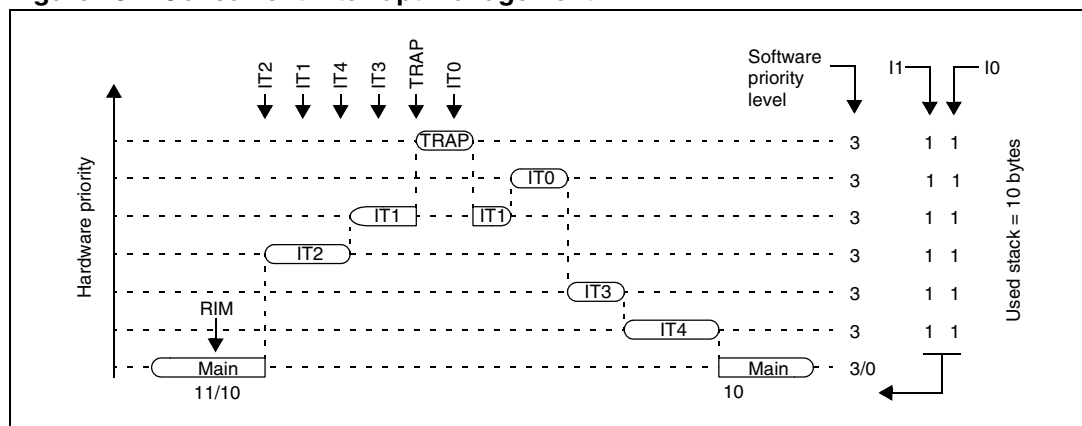 IT2
IT1
IT4
IT3
TRAP
IT0
Software
priority
level
I1
I0
Hardware priority
TRAP
3
1 1
IT0
3
1 1
IT1
IT1
3
1 1
IT2
3
1 1
RIM
IT3
3
1 1
IT4
3
1 1
Main
Main
3/0
11/10
10
Used stack = 10 bytes